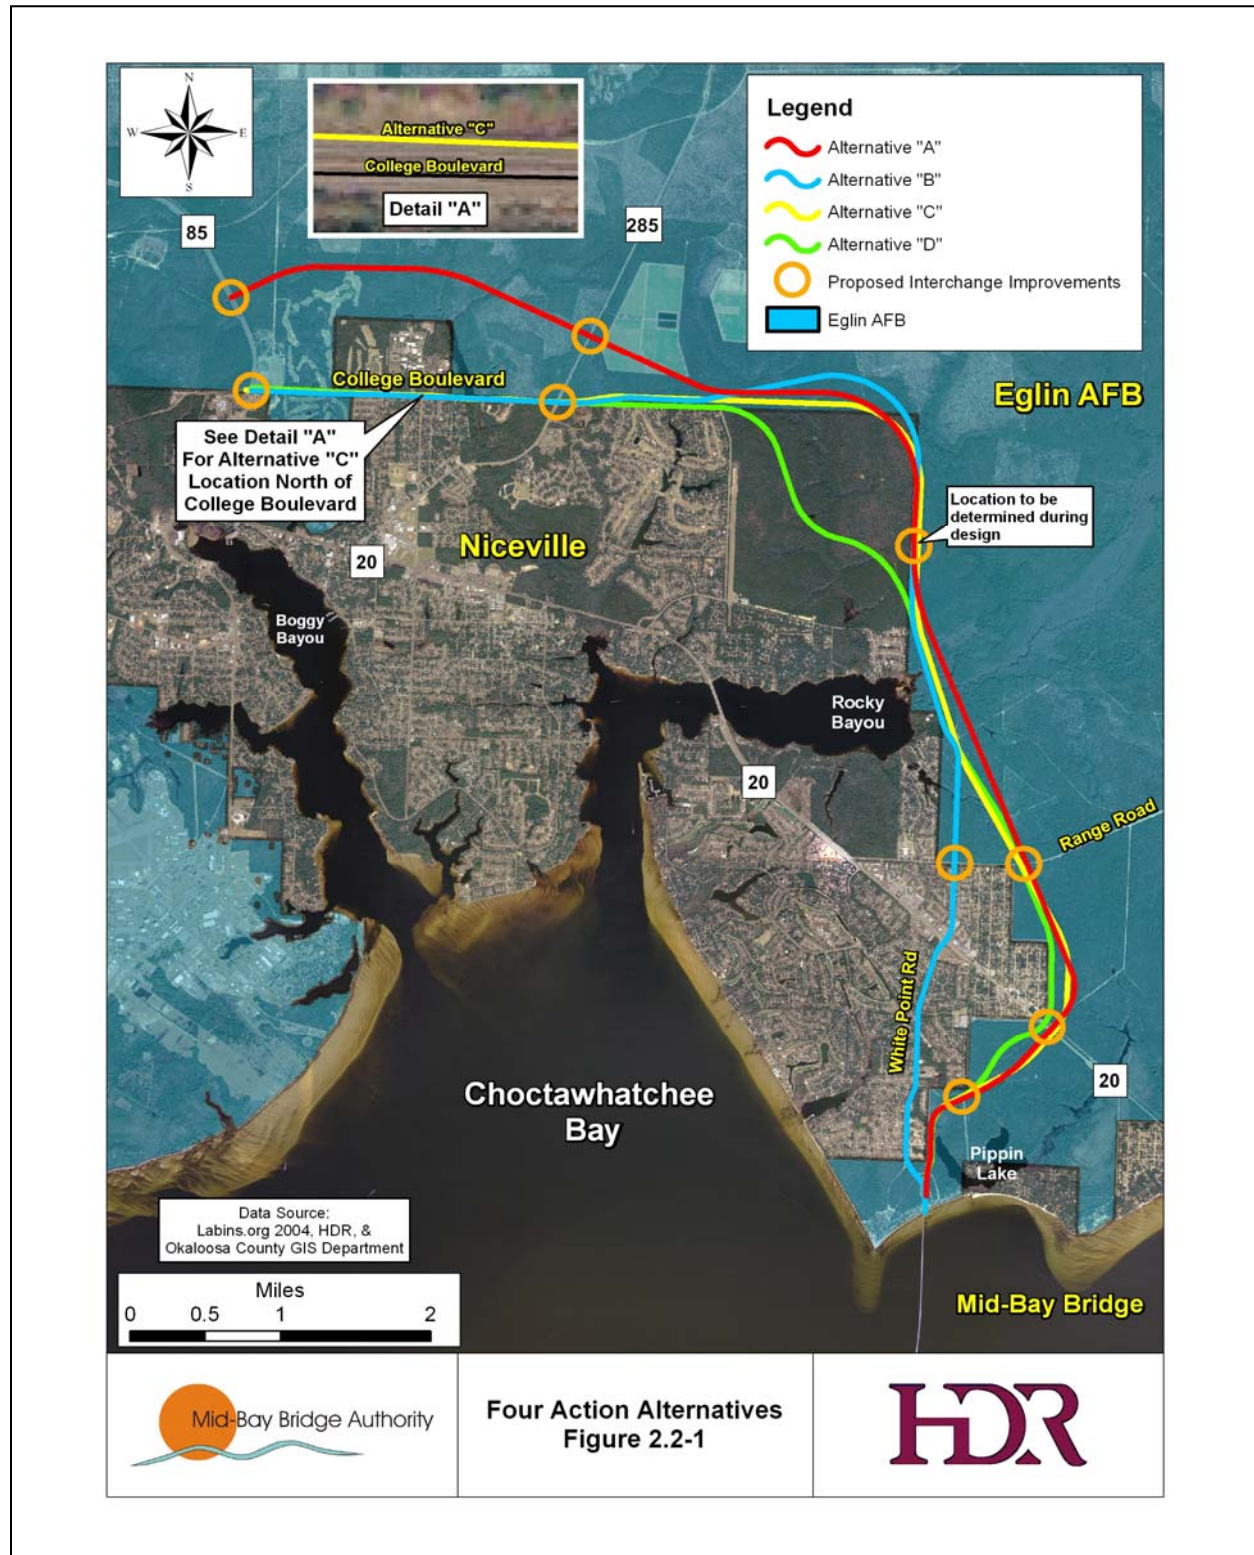 N
W
E
S
Alternative "C"
College Boulevard
Detail "A"
Legend
Alternative "A"
Alternative "B"
Alternative "C"
Alternative "D"
Proposed Interchange Improvements
Eglin AFB
85
285
College Boulevard
Eglin AFB
See Detail "A"
For Alternative "C"
Location North of
College Boulevard
Location to be
determined during
design
Niceville
20
Boggy
Bayou
Rocky
Bayou
20
Range Road
White Point Rd
Choctawhatchee
Bay
20
Pippin
Lake
Data Source:
Labins.org 2004, HDR, &
Okaloosa County GIS Department
Miles
0 0.5 1 2
Mid-Bay Bridge
Mid-Bay Bridge Authority
Four Action Alternatives
Figure 2.2-1
HDR